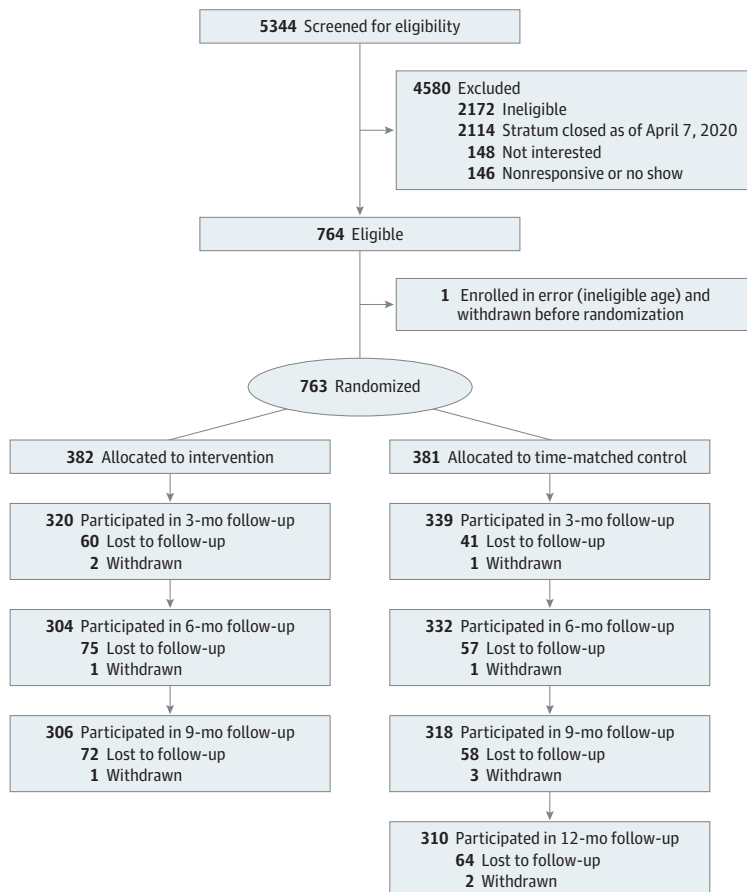 5344 Screened for eligibility
4580 Excluded
2172 Ineligible
2114 Stratum closed as of April 7, 2020
148 Not interested
146 Nonresponsive or no show
764 Eligible
1 Enrolled in error (ineligible age) and
withdrawn before randomization
763 Randomized
382 Allocated to intervention
320 Participated in 3-mo follow-up
60 Lost to follow-up
2 Withdrawn
304 Participated in 6-mo follow-up
75 Lost to follow-up
1 Withdrawn
306 Participated in 9-mo follow-up
72 Lost to follow-up
1 Withdrawn
381 Allocated to time-matched control
339 Participated in 3-mo follow-up
41 Lost to follow-up
1 Withdrawn
332 Participated in 6-mo follow-up
57 Lost to follow-up
1 Withdrawn
318 Participated in 9-mo follow-up
58 Lost to follow-up
3 Withdrawn
310 Participated in 12-mo follow-up
64 Lost to follow-up
2 Withdrawn